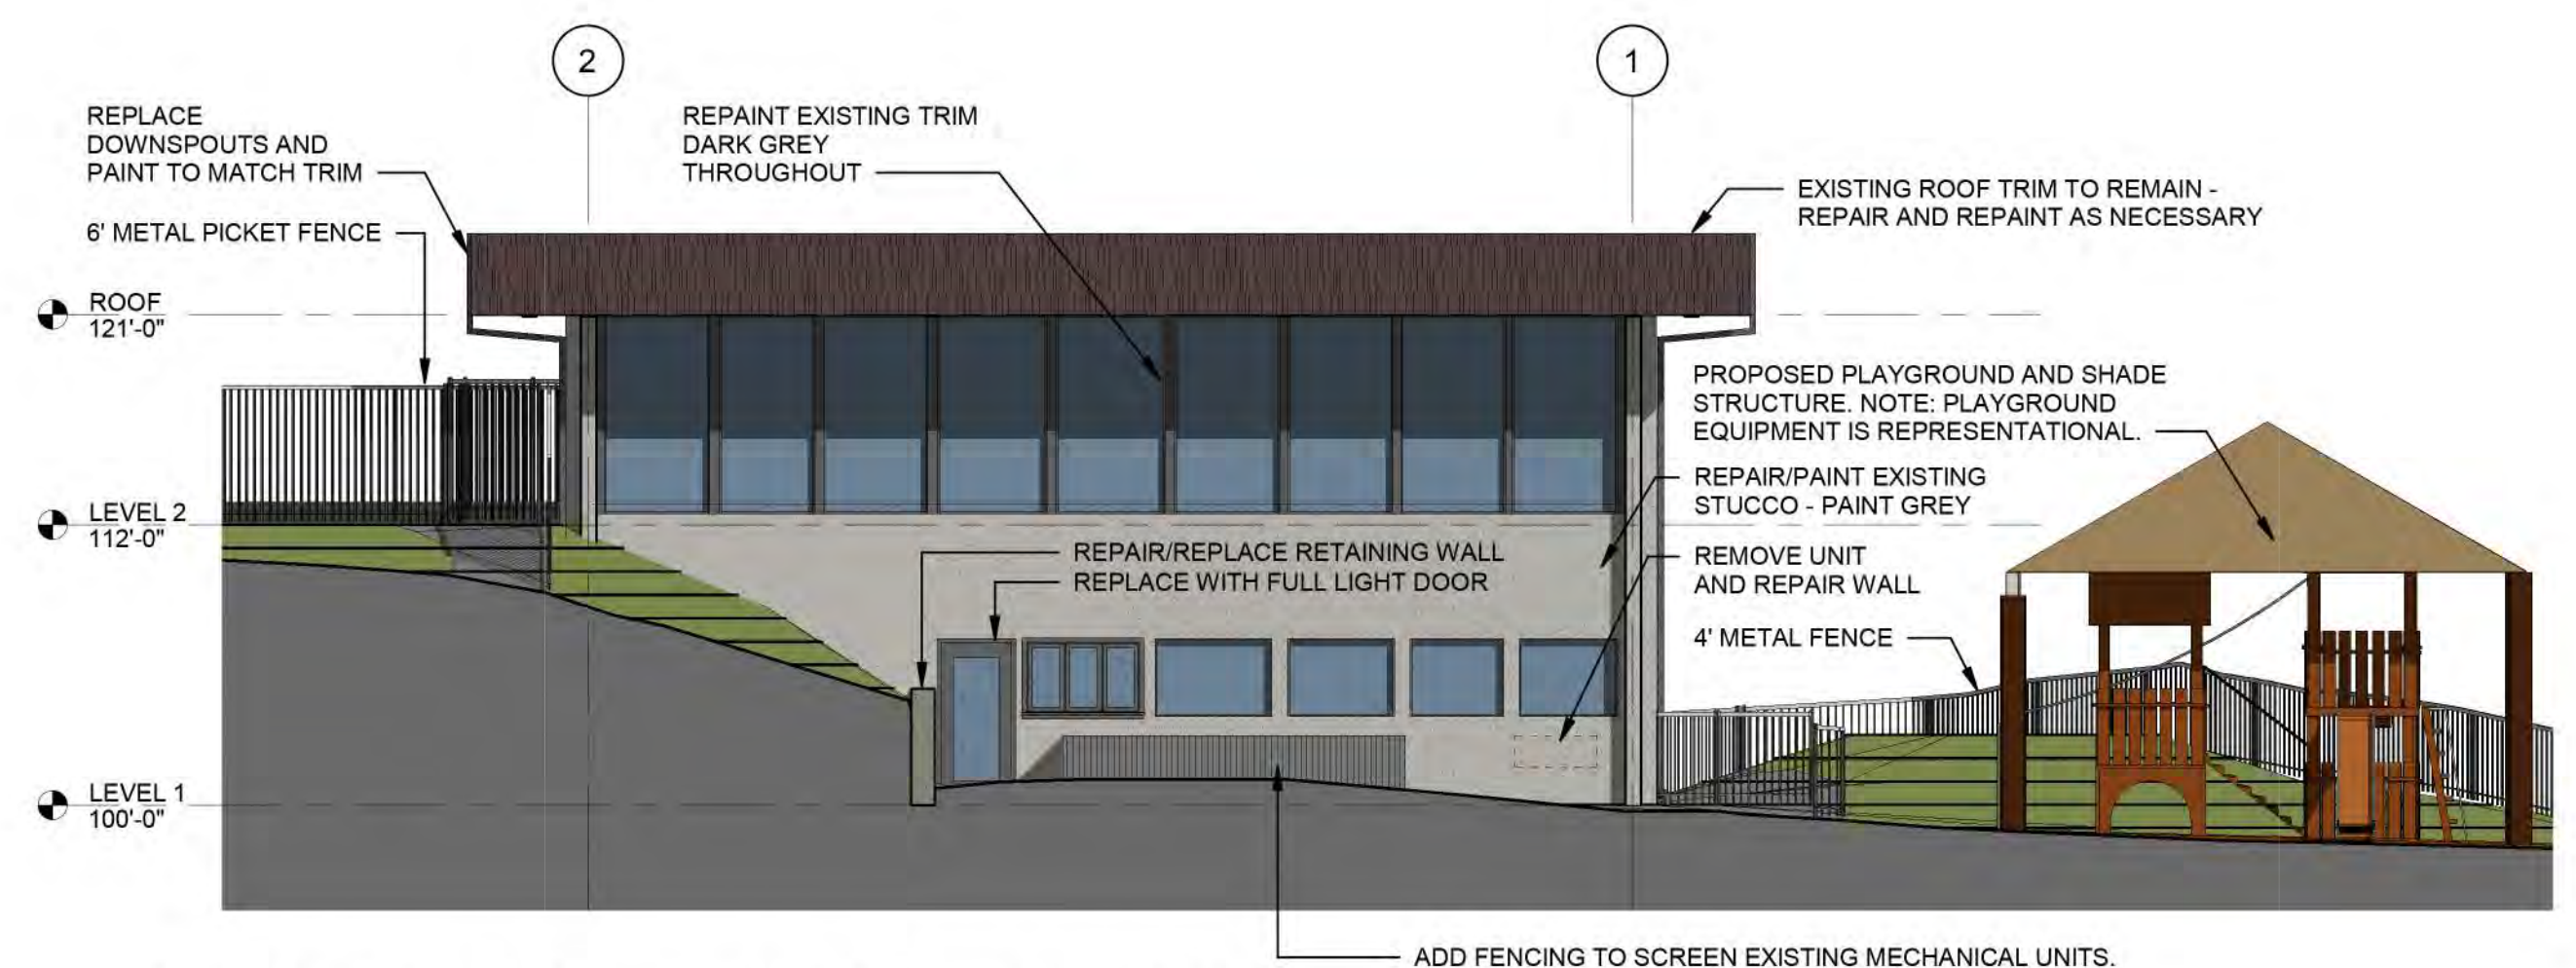 2
1
REPLACE
DOWNSPOUTS AND
PAINT TO MATCH TRIM
REPAINT EXISTING TRIM
DARK GREY
THROUGHOUT
EXISTING ROOF TRIM TO REMAIN -
REPAIR AND REPAINT AS NECESSARY
6' METAL PICKET FENCE
ROOF
121'-0"
PROPOSED PLAYGROUND AND SHADE
STRUCTURE. NOTE: PLAYGROUND
EQUIPMENT IS REPRESENTATIONAL.
REPAIR/PAINT EXISTING
STUCCO - PAINT GREY
LEVEL 2
112'-0"
REPAIR/REPLACE RETAINING WALL
REPLACE WITH FULL LIGHT DOOR
REMOVE UNIT
AND REPAIR WALL
4' METAL FENCE
LEVEL 1
100'-0"
ADD FENCING TO SCREEN EXISTING MECHANICAL UNITS.